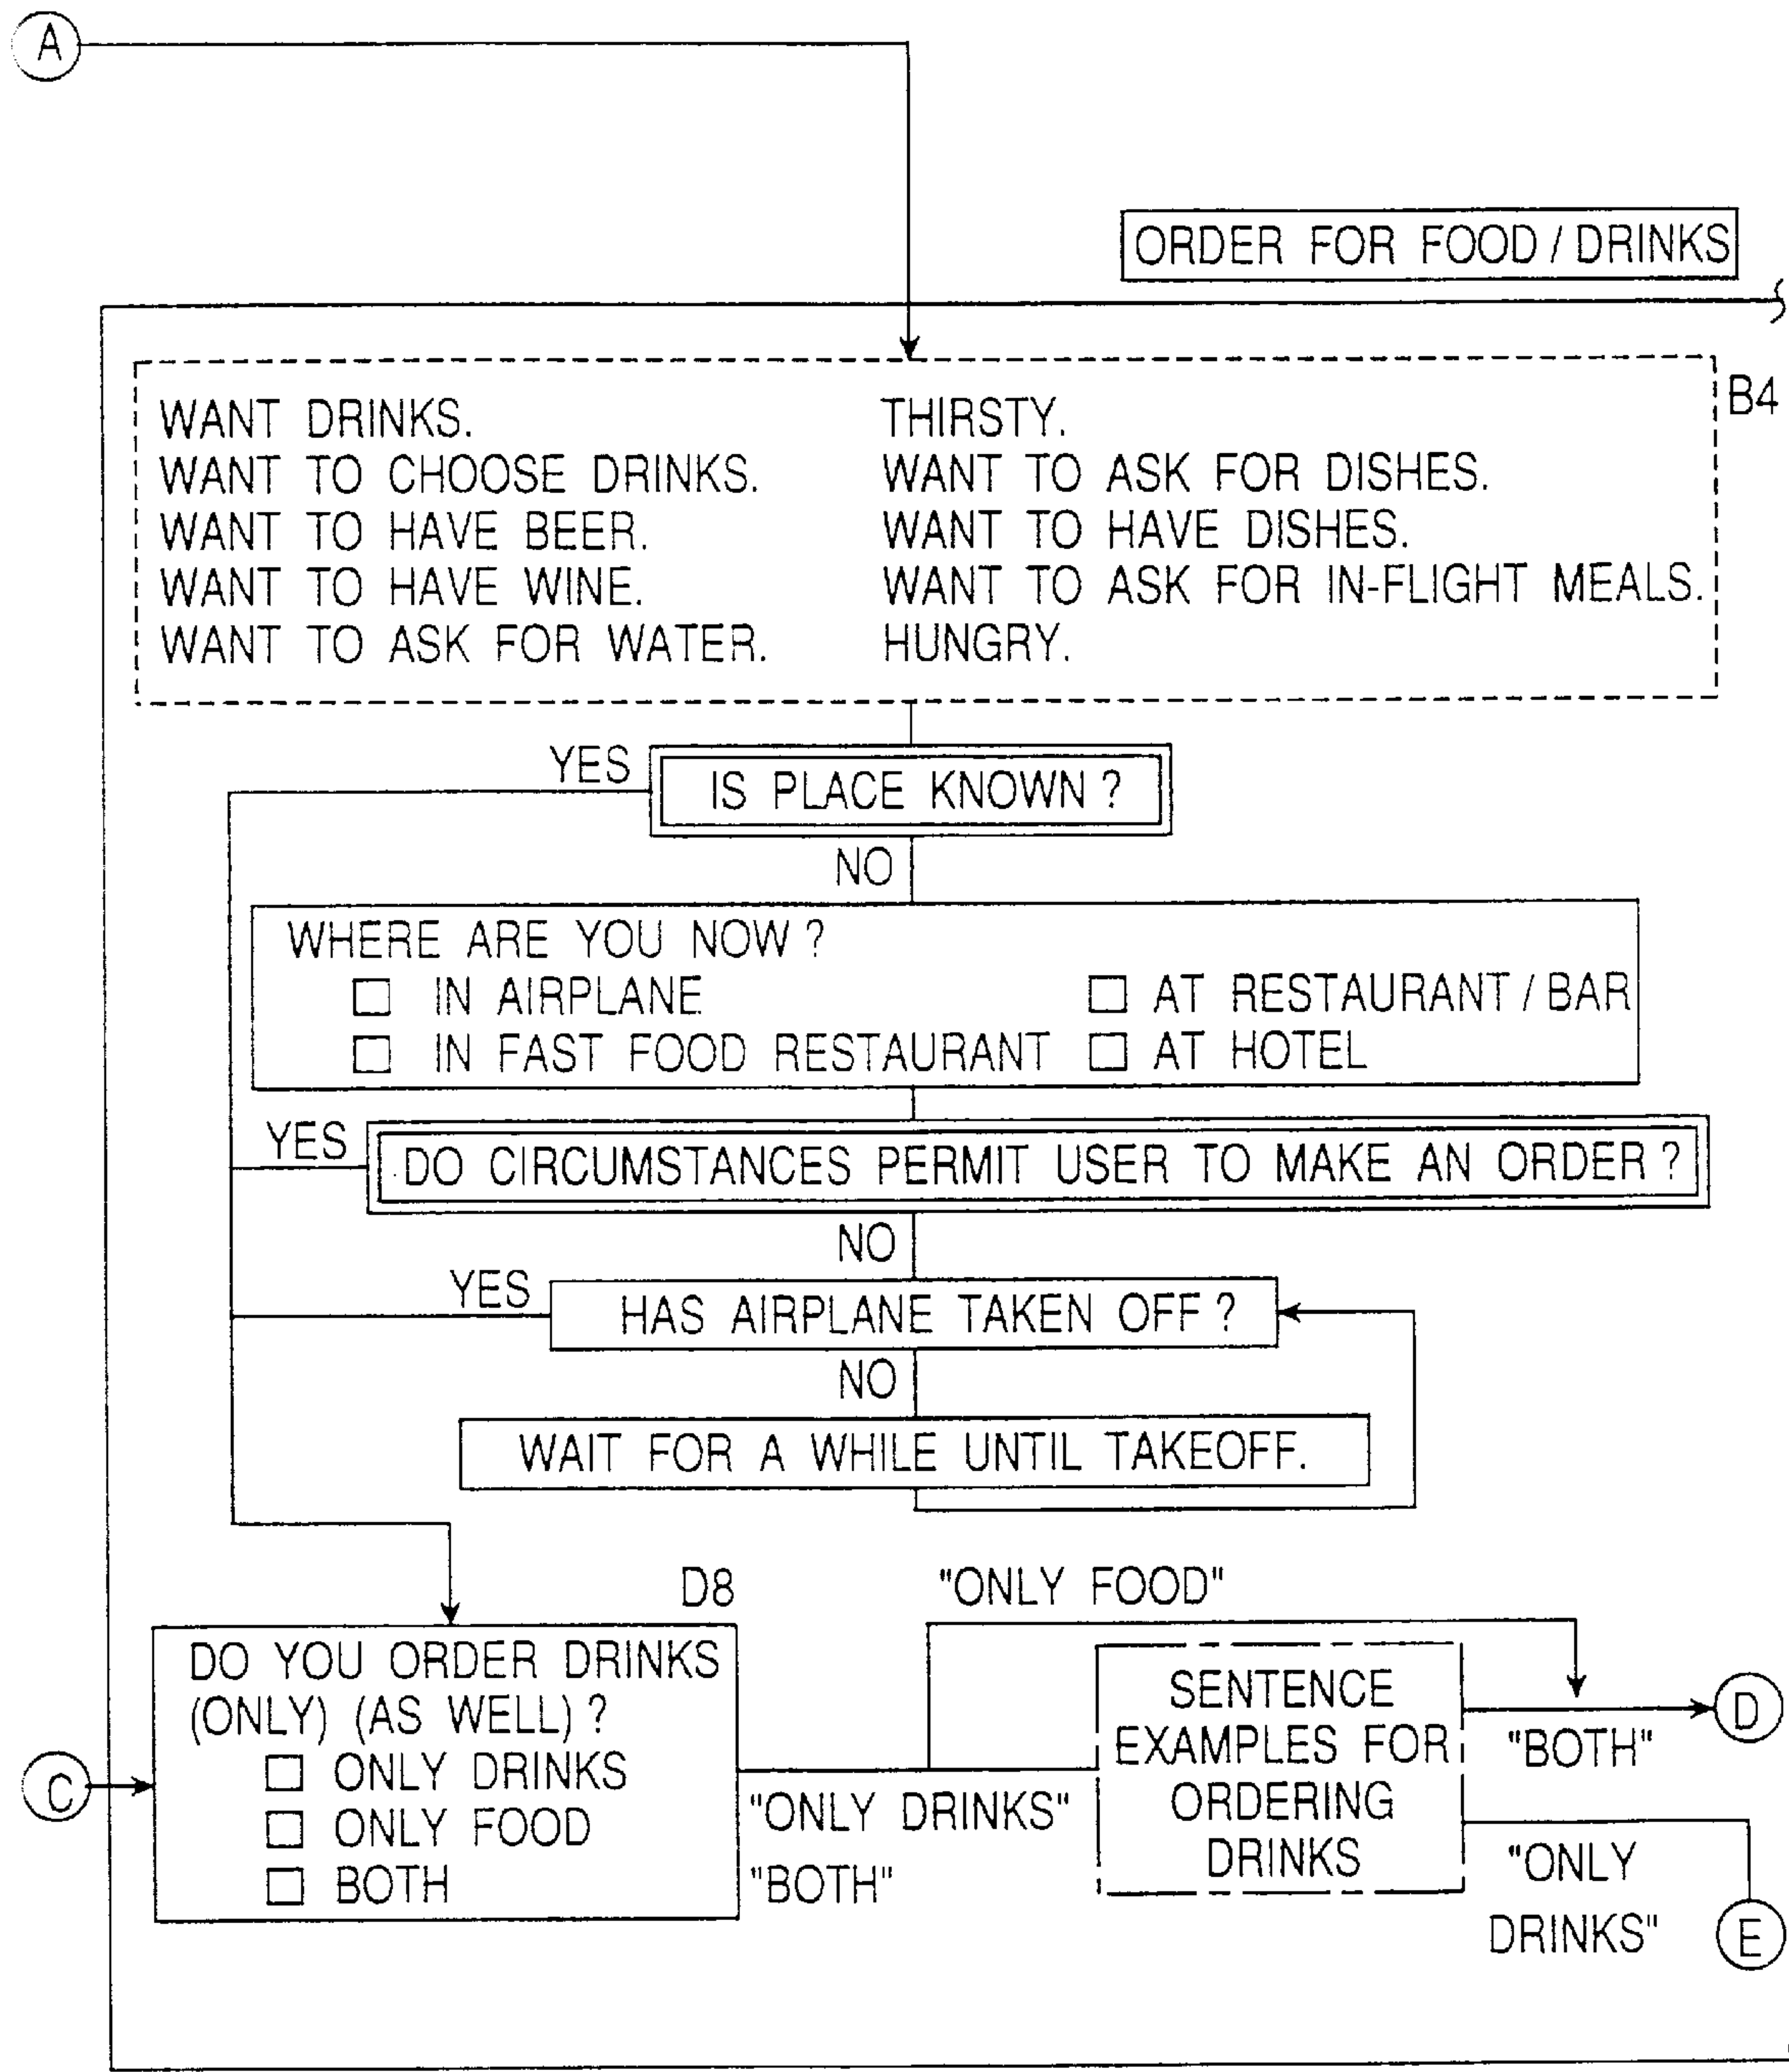 A
ORDER FOR FOOD / DRINKS
B4
WANT DRINKS.
WANT TO CHOOSE DRINKS.
WANT TO HAVE BEER.
WANT TO HAVE WINE.
WANT TO ASK FOR WATER.
THIRSTY.
WANT TO ASK FOR DISHES.
WANT TO HAVE DISHES.
WANT TO ASK FOR IN-FLIGHT MEALS.
HUNGRY.
YES
IS PLACE KNOWN ?
NO
WHERE ARE YOU NOW ?
□ IN AIRPLANE □ AT RESTAURANT / BAR
□ IN FAST FOOD RESTAURANT □ AT HOTEL
YES
DO CIRCUMSTANCES PERMIT USER TO MAKE AN ORDER ?
NO
YES
HAS AIRPLANE TAKEN OFF ?
NO
WAIT FOR A WHILE UNTIL TAKEOFF.
D8
"ONLY FOOD"
C
DO YOU ORDER DRINKS
(ONLY) (AS WELL) ?
□ ONLY DRINKS
□ ONLY FOOD
□ BOTH
"ONLY DRINKS"
"BOTH"
SENTENCE
EXAMPLES FOR
ORDERING
DRINKS
D
"BOTH"
"ONLY
DRINKS"
E